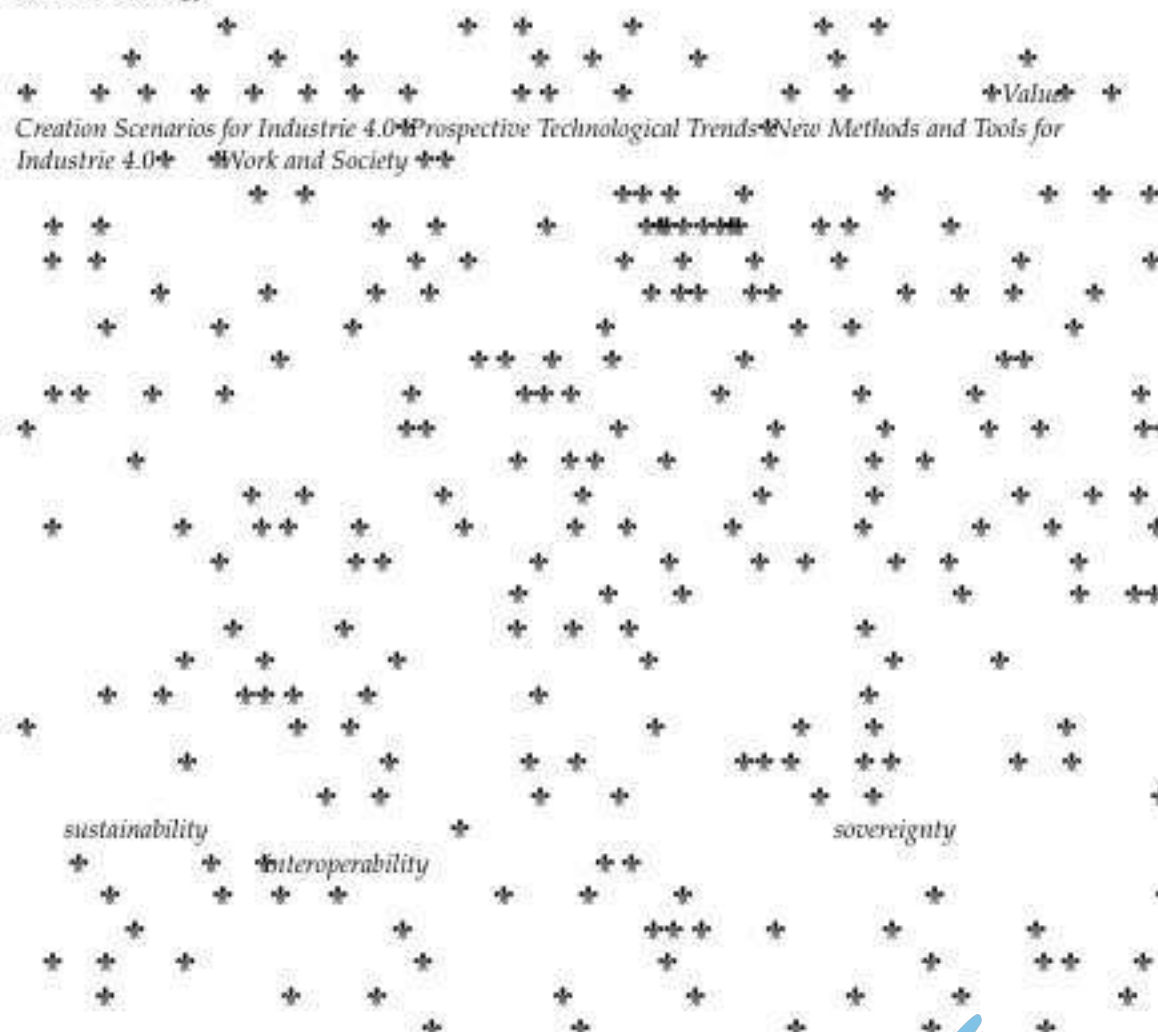 Value
Creation Scenarios for Industrie 4.0 Prospective Technological Trends New Methods and Tools for
Industrie 4.0 Work and Society
sustainability sovereignty
interoperability